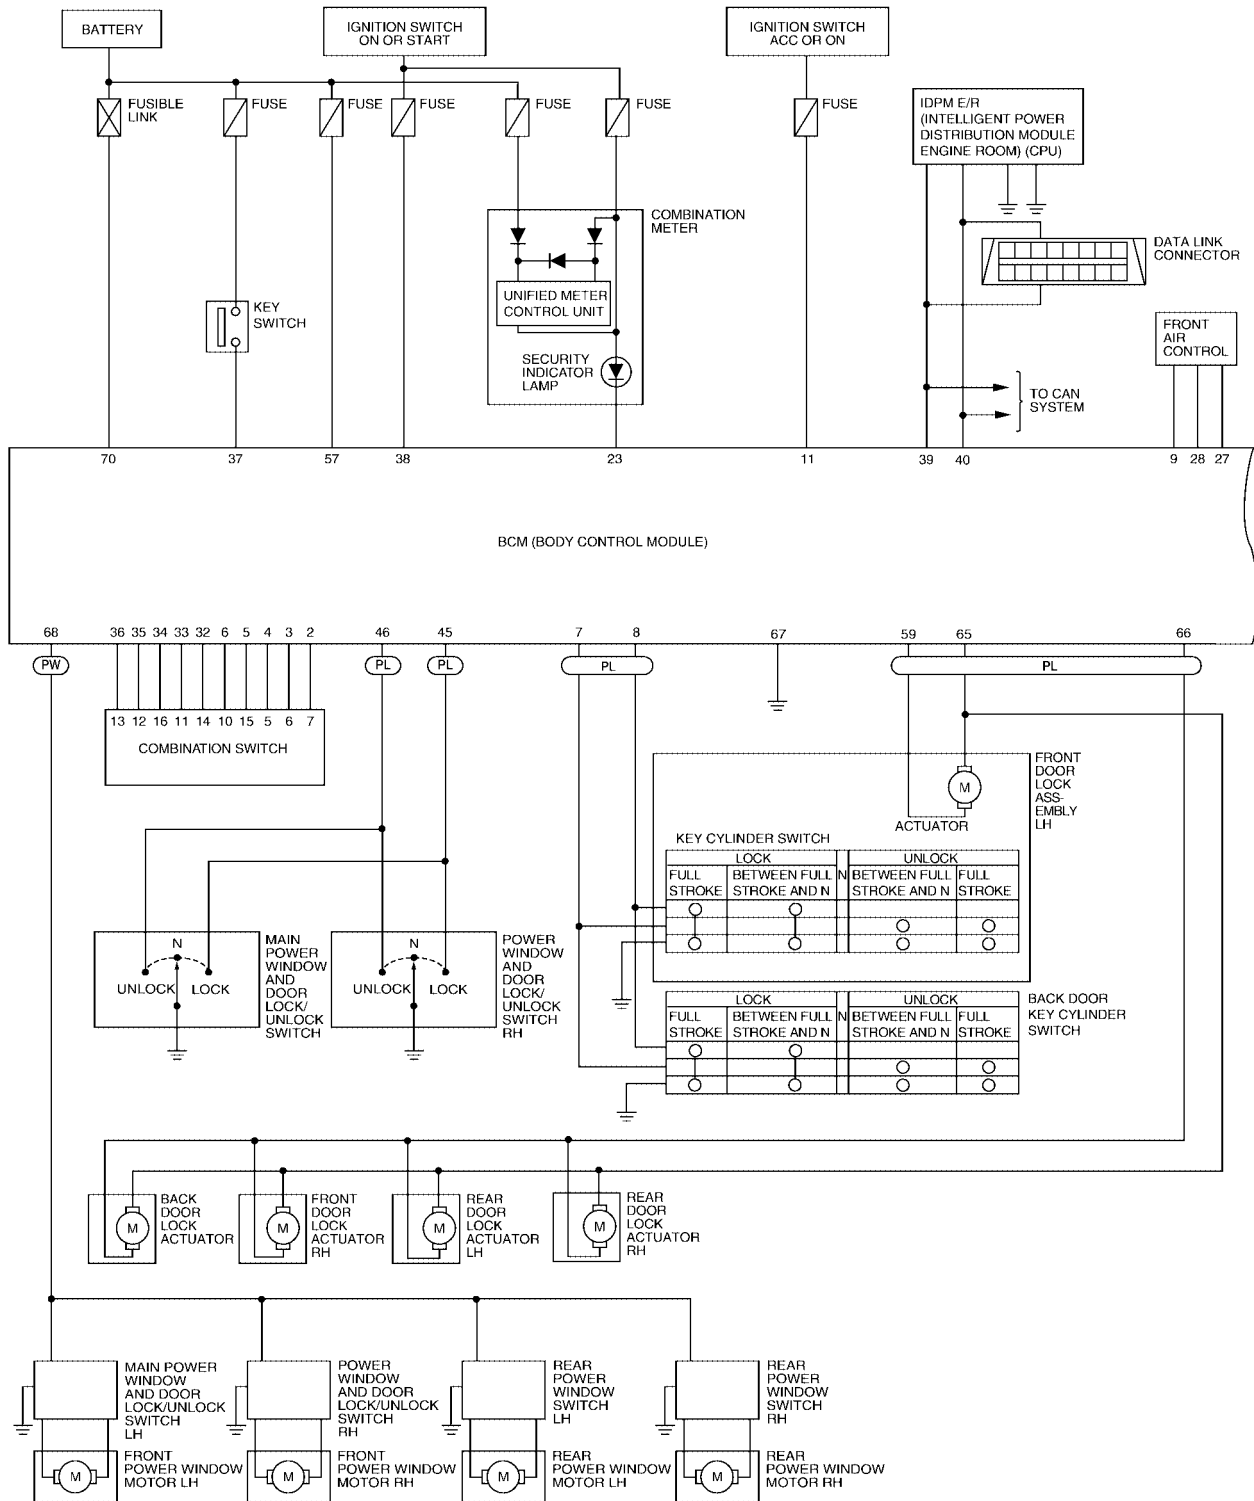 BATTERY
IGNITION SWITCH
ON OR START
IGNITION SWITCH
ACC OR ON
FUSIBLE
LINK
FUSE
FUSE
FUSE
FUSE
FUSE
FUSE
IDPM E/R
(INTELLIGENT POWER
DISTRIBUTION MODULE
ENGINE ROOM) (CPU)
COMBINATION
METER
DATA LINK
CONNECTOR
UNIFIED METER
CONTROL UNIT
KEY
SWITCH
SECURITY
INDICATOR
LAMP
FRONT
AIR
CONTROL
TO CAN
SYSTEM
70 37 57 38 23 11 39 40 9 28 27
BCM (BODY CONTROL MODULE)
68 36 35 34 33 32 6 5 4 3 2 46 45 7 8 67 59 65 66
PW PL PL PL PL
13 12 16 11 14 10 15 5 6 7
COMBINATION SWITCH
M
ACTUATOR
FRONT
DOOR
LOCK
ASS-
EMBLY
LH
KEY CYLINDER SWITCH
LOCK N UNLOCK
FULL STROKE BETWEEN FULL STROKE AND N BETWEEN FULL STROKE AND N FULL STROKE
N
UNLOCK LOCK
MAIN
POWER
WINDOW
AND
DOOR
LOCK/
UNLOCK
SWITCH
N
UNLOCK LOCK
POWER
WINDOW
AND
DOOR
LOCK/
UNLOCK
SWITCH
RH
LOCK N UNLOCK
FULL STROKE BETWEEN FULL STROKE AND N BETWEEN FULL STROKE AND N FULL STROKE
BACK DOOR
KEY CYLINDER
SWITCH
M
BACK
DOOR
LOCK
ACTUATOR
M
FRONT
DOOR
LOCK
ACTUATOR
RH
M
REAR
DOOR
LOCK
ACTUATOR
LH
M
REAR
DOOR
LOCK
ACTUATOR
RH
MAIN POWER
WINDOW
AND DOOR
LOCK/UNLOCK
SWITCH
LH
POWER
WINDOW
AND DOOR
LOCK/UNLOCK
SWITCH
RH
REAR
POWER
WINDOW
SWITCH
LH
REAR
POWER
WINDOW
SWITCH
RH
M
FRONT
POWER WINDOW
MOTOR LH
M
FRONT
POWER WINDOW
MOTOR RH
M
REAR
POWER WINDOW
MOTOR LH
M
REAR
POWER WINDOW
MOTOR RH